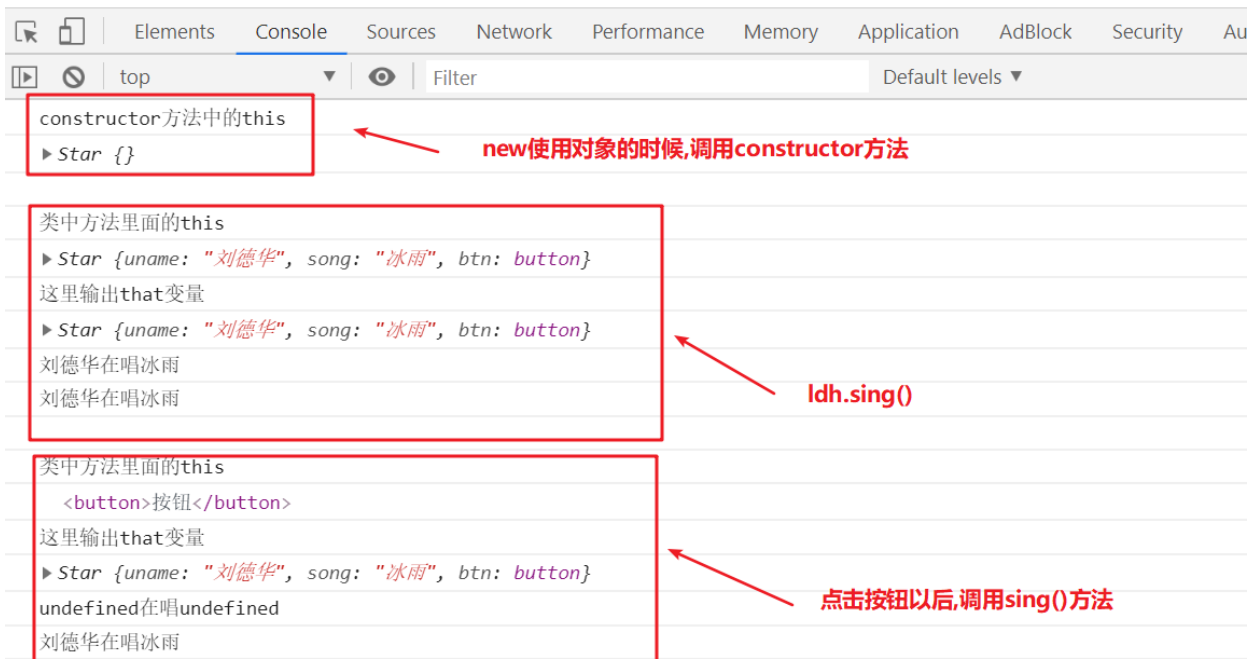 Elements Console Sources Network Performance Memory Application AdBlock Security Au
top Filter Default levels
constructor方法中的this
Star {}
new使用对象的时候,调用constructor方法
类中方法里面的this
Star {uname: "刘德华", song: "冰雨", btn: button}
这里输出that变量
Star {uname: "刘德华", song: "冰雨", btn: button}
刘德华在唱冰雨
ldh.sing()
刘德华在唱冰雨
类中方法里面的this
<button>按钮</button>
这里输出that变量
Star {uname: "刘德华", song: "冰雨", btn: button}
点击按钮以后,调用sing()方法
undefined在唱undefined
刘德华在唱冰雨